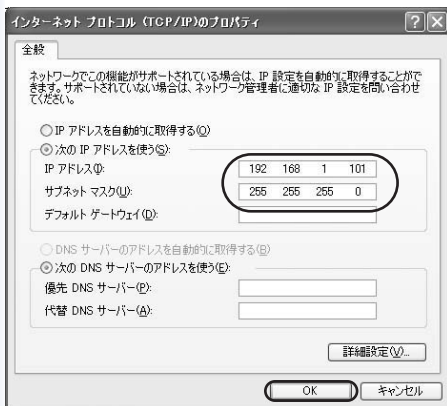 インターネット プロトコル (TCP/IP)のプロパティ
全般
ネットワークでこの機能がサポートされている場合は、IP 設定を自動的に取得することがで
きます。サポートされていない場合は、ネットワーク管理者に適切な IP 設定を問い合わせ
てください。
IP アドレスを自動的に取得する(O)
次の IP アドレスを使う(S):
IP アドレス(I): 192 168 1 101
サブネット マスク(U): 255 255 255 0
デフォルト ゲートウェイ(D):
DNS サーバーのアドレスを自動的に取得する(B)
次の DNS サーバーのアドレスを使う(E):
優先 DNS サーバー(P):
代替 DNS サーバー(A):
詳細設定(V)...
OK キャンセル